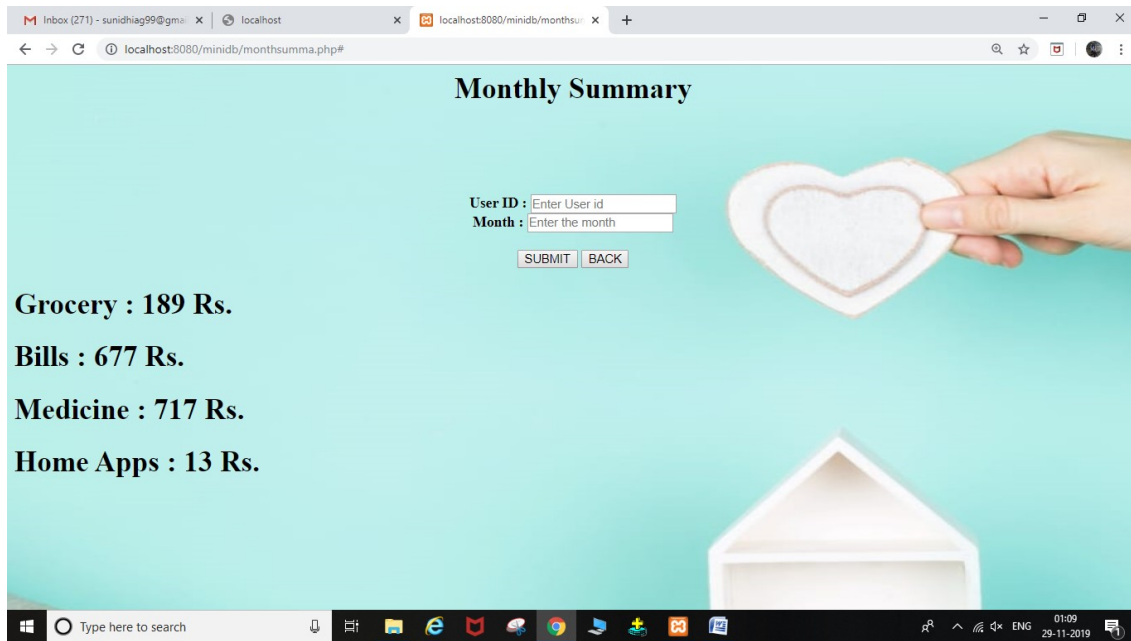 Inbox (271) - sunidhiag99@gmai
localhost
localhost:8080/minidb/monthsum
localhost:8080/minidb/monthsumma.php#
Monthly Summary
User ID : Enter User id
Month : Enter the month
SUBMIT BACK
Grocery : 189 Rs.
Bills : 677 Rs.
Medicine : 717 Rs.
Home Apps : 13 Rs.
Type here to search
ENG
01:09
29-11-2019